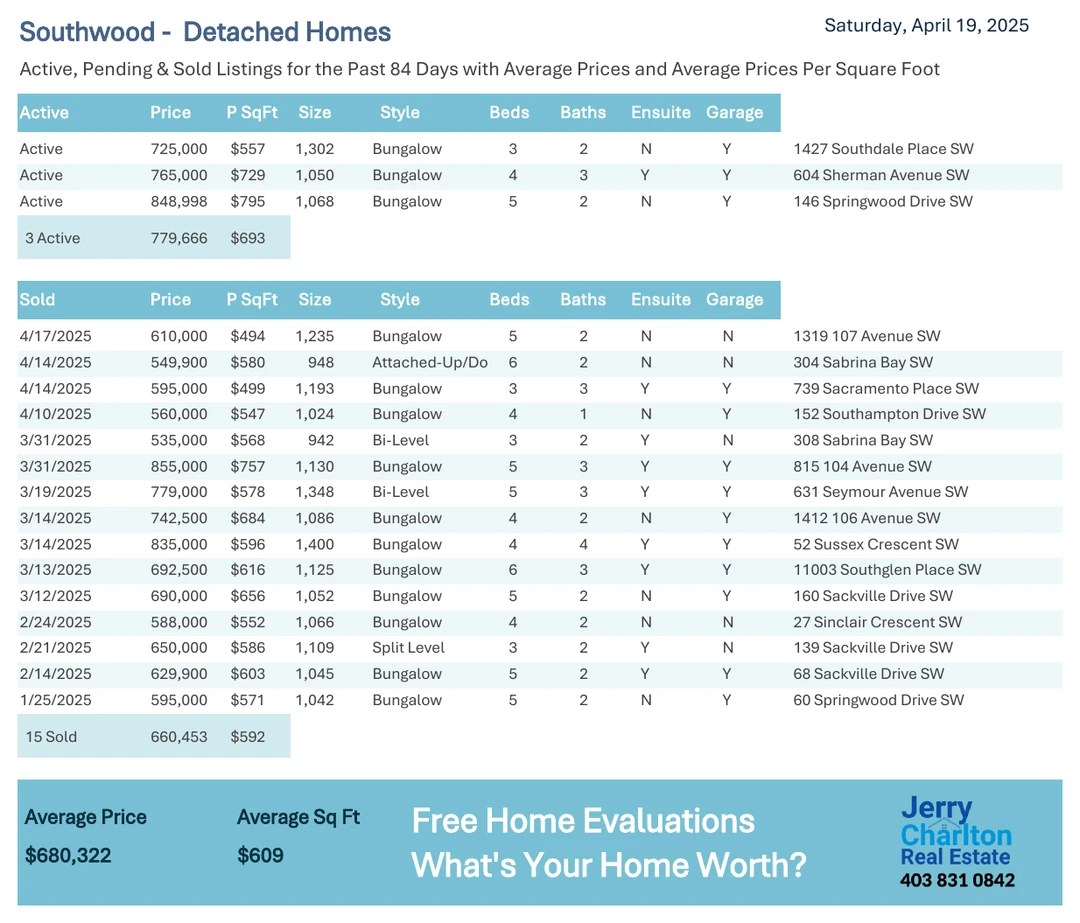 Southwood - Detached Homes
Saturday, April 19, 2025
Active, Pending & Sold Listings for the Past 84 Days with Average Prices and Average Prices Per Square Foot
Active Price P SqFt Size Style Beds Baths Ensuite Garage
Active 725,000 $557 1,302 Bungalow 3 2 N Y 1427 Southdale Place SW
Active 765,000 $729 1,050 Bungalow 4 3 Y Y 604 Sherman Avenue SW
Active 848,998 $795 1,068 Bungalow 5 2 N Y 146 Springwood Drive SW
3 Active 779,666 $693
Sold Price P SqFt Size Style Beds Baths Ensuite Garage
4/17/2025 610,000 $494 1,235 Bungalow 5 2 N N 1319 107 Avenue SW
4/14/2025 549,900 $580 948 Attached-Up/Do 6 2 N N 304 Sabrina Bay SW
4/14/2025 595,000 $499 1,193 Bungalow 3 3 Y Y 739 Sacramento Place SW
4/10/2025 560,000 $547 1,024 Bungalow 4 1 N Y 152 Southampton Drive SW
3/31/2025 535,000 $568 942 Bi-Level 3 2 Y N 308 Sabrina Bay SW
3/31/2025 855,000 $757 1,130 Bungalow 5 3 Y Y 815 104 Avenue SW
3/19/2025 779,000 $578 1,348 Bi-Level 5 3 Y Y 631 Seymour Avenue SW
3/14/2025 742,500 $684 1,086 Bungalow 4 2 N Y 1412 106 Avenue SW
3/14/2025 835,000 $596 1,400 Bungalow 4 4 Y Y 52 Sussex Crescent SW
3/13/2025 692,500 $616 1,125 Bungalow 6 3 Y Y 11003 Southglen Place SW
3/12/2025 690,000 $656 1,052 Bungalow 5 2 N Y 160 Sackville Drive SW
2/24/2025 588,000 $552 1,066 Bungalow 4 2 N N 27 Sinclair Crescent SW
2/21/2025 650,000 $586 1,109 Split Level 3 2 Y N 139 Sackville Drive SW
2/14/2025 629,900 $603 1,045 Bungalow 5 2 Y Y 68 Sackville Drive SW
1/25/2025 595,000 $571 1,042 Bungalow 5 2 N Y 60 Springwood Drive SW
15 Sold 660,453 $592
Average Price Average Sq Ft
$680,322 $609
Free Home Evaluations
What's Your Home Worth?
Jerry
Charlton
Real Estate
403 831 0842